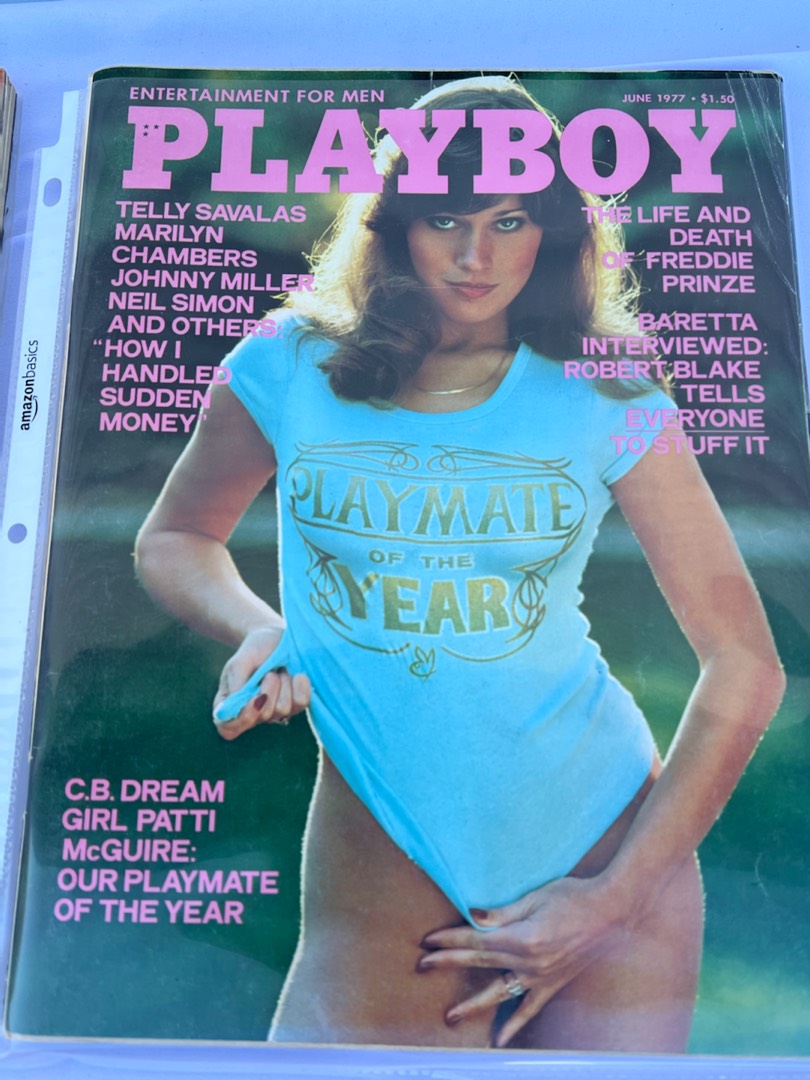 ENTERTAINMENT FOR MEN
JUNE 1977 • $1.50
PLAYBOY
TELLY SAVALAS
MARILYN
CHAMBERS
JOHNNY MILLER
NEIL SIMON
AND OTHERS:
“HOW I
HANDLED
SUDDEN
MONEY”
THE LIFE AND
DEATH
OF FREDDIE
PRINZE
BARETTA
INTERVIEWED:
ROBERT BLAKE
TELLS
EVERYONE
TO STUFF IT
PLAYMATE
OF THE
YEAR
C.B. DREAM
GIRL PATTI
McGUIRE:
OUR PLAYMATE
OF THE YEAR
amazonbasics